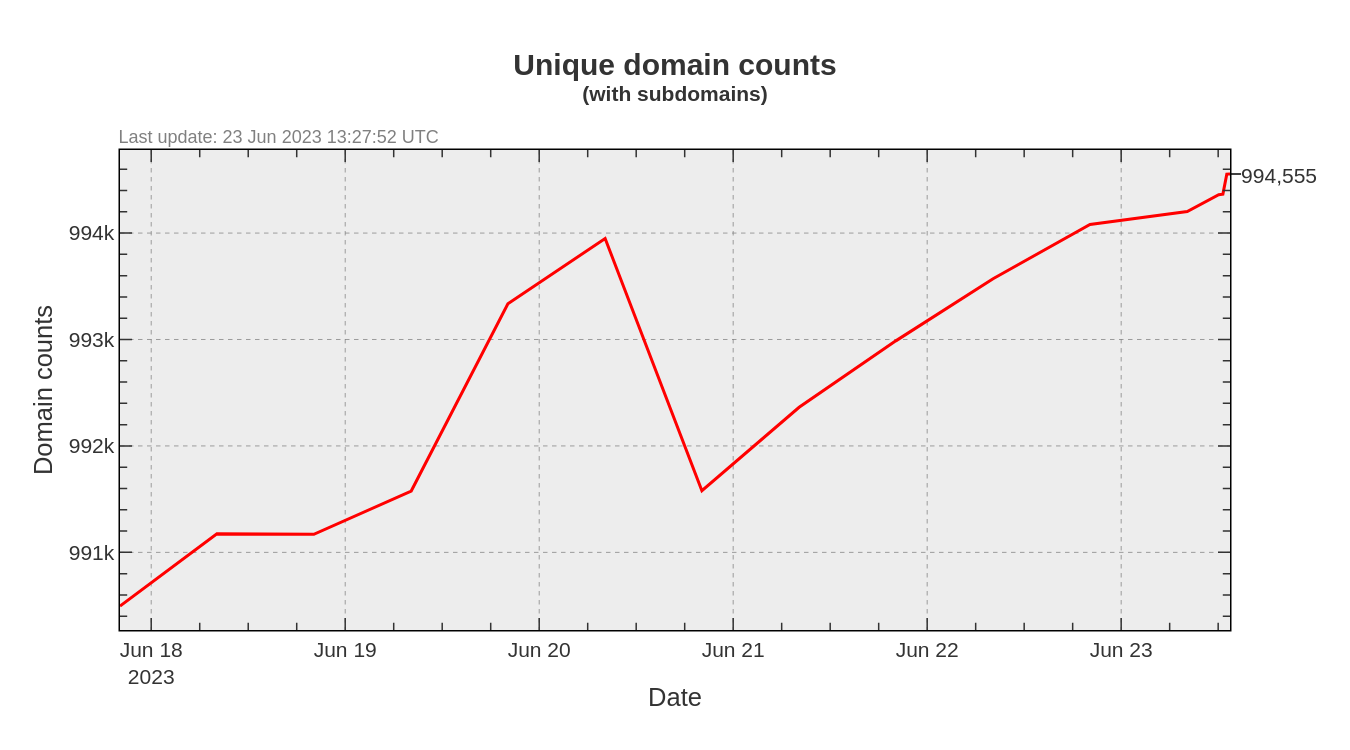 Unique domain counts
(with subdomains)
Last update: 23 Jun 2023 13:27:52 UTC
994,555
994k
993k
992k
991k
Domain counts
Jun 18 Jun 19 Jun 20 Jun 21 Jun 22 Jun 23
2023
Date